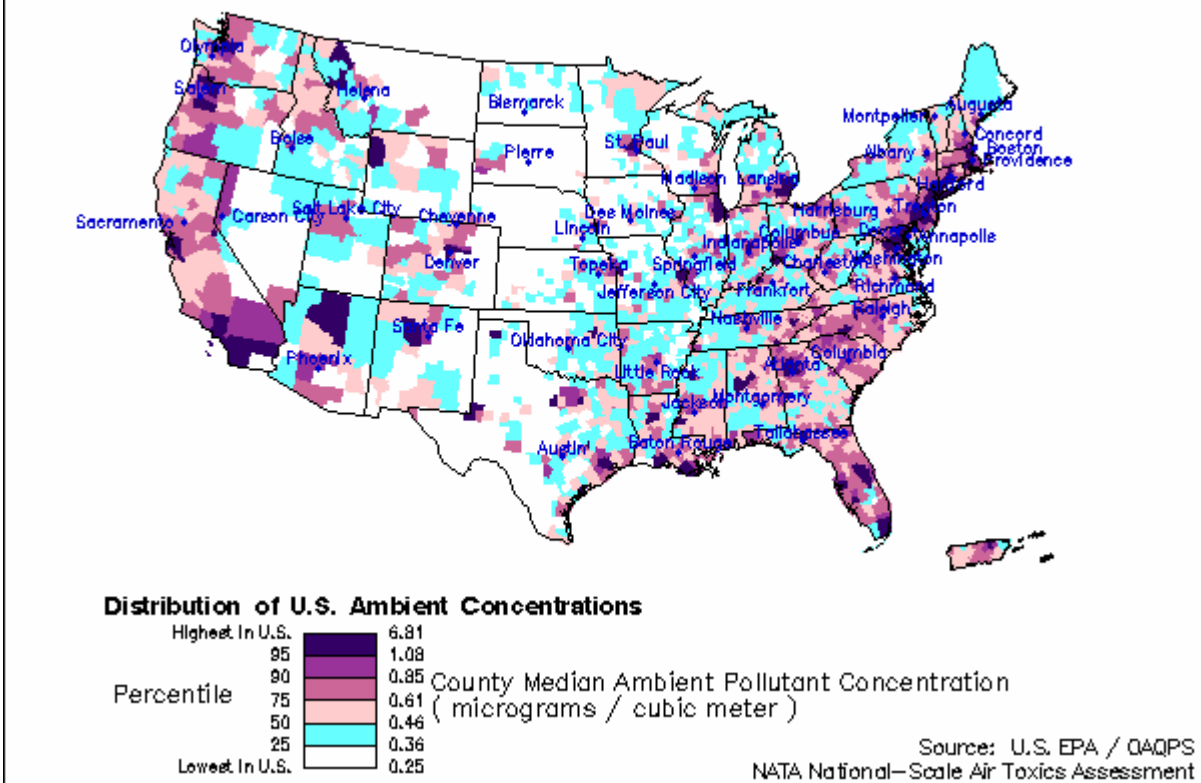 Olympia
Salem
Helena
Boise
Bismarck
Pierre
St. Paul
Montpelier
Augusta
Concord
Boston
Providence
Albany
Hartford
Madison
Lansing
Sacramento
Carson City
Salt Lake City
Cheyenne
Des Moines
Lincoln
Harrisburg
Trenton
Columbus
Annapolis
Indianapolis
Denver
Topeka
Springfield
Charleston
Washington
Jefferson City
Frankfort
Richmond
Raleigh
Nashville
Santa Fe
Oklahoma City
Phoenix
Little Rock
Atlanta
Columbia
Jackson
Montgomery
Austin
Baton Rouge
Tallahassee
Distribution of U.S. Ambient Concentrations
Highest In U.S. 6.81
95 1.08
90 0.85
75 0.61
50 0.46
25 0.36
Lowest In U.S. 0.25
Percentile
County Median Ambient Pollutant Concentration
( micrograms / cubic meter )
Source: U.S. EPA / OAQPS
NATA National-Scale Air Toxics Assessment